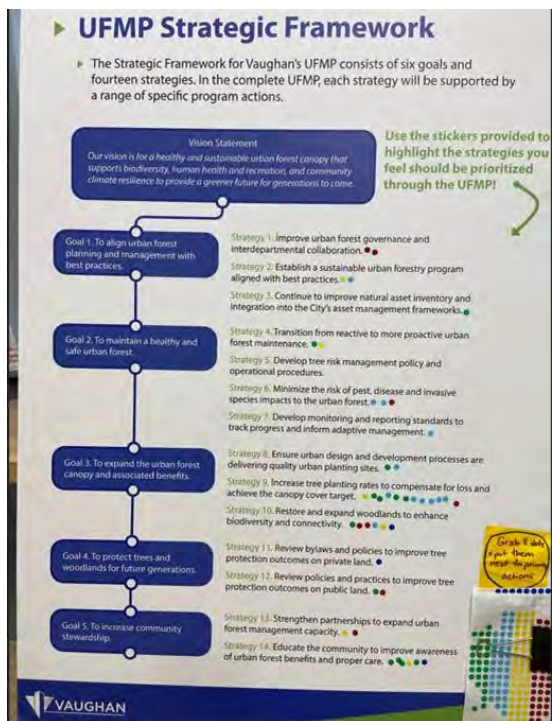 UFMP Strategic Framework
The Strategic Framework for Vaughan's UFMP consists of six goals and
fourteen strategies. In the complete UFMP, each strategy will be supported by
a range of specific program actions.
Vision Statement
Our vision is for a healthy and sustainable urban forest canopy that
supports biodiversity, human health and recreation, and community
climate resilience to provide a greener future for generations to come.
Use the stickers provided to
highlight the strategies you
feel should be prioritized
through the UFMP!
Goal 1. To align urban forest
planning and management with
best practices.
Strategy 1. Improve urban forest governance and
interdepartmental collaboration.
Strategy 2. Establish a sustainable urban forestry program
aligned with best practices.
Strategy 3. Continue to improve natural asset inventory and
integration into the City's asset management frameworks.
Goal 2. To maintain a healthy and
safe urban forest.
Strategy 4. Transition from reactive to more proactive urban
forest maintenance.
Strategy 5. Develop tree risk management policy and
operational procedures.
Strategy 6. Minimize the risk of pest, disease and invasive
species impacts to the urban forest.
Strategy 7. Develop monitoring and reporting standards to
track progress and inform adaptive management.
Goal 3. To expand the urban forest
canopy and associated benefits.
Strategy 8. Ensure urban design and development processes are
delivering quality urban planting sites.
Strategy 9. Increase tree planting rates to compensate for loss and
achieve the canopy cover target.
Strategy 10. Restore and expand woodlands to enhance
biodiversity and connectivity.
Goal 4. To protect trees and
woodlands for future generations.
Strategy 11. Review bylaws and policies to improve tree
protection outcomes on private land.
Strategy 12. Review policies and practices to improve tree
protection outcomes on public land.
Goal 5. To increase community
stewardship.
Strategy 13. Strengthen partnerships to expand urban
forest management capacity.
Strategy 14. Educate the community to improve awareness
of urban forest benefits and proper care.
Grab
put them
next to
actions
VAUGHAN